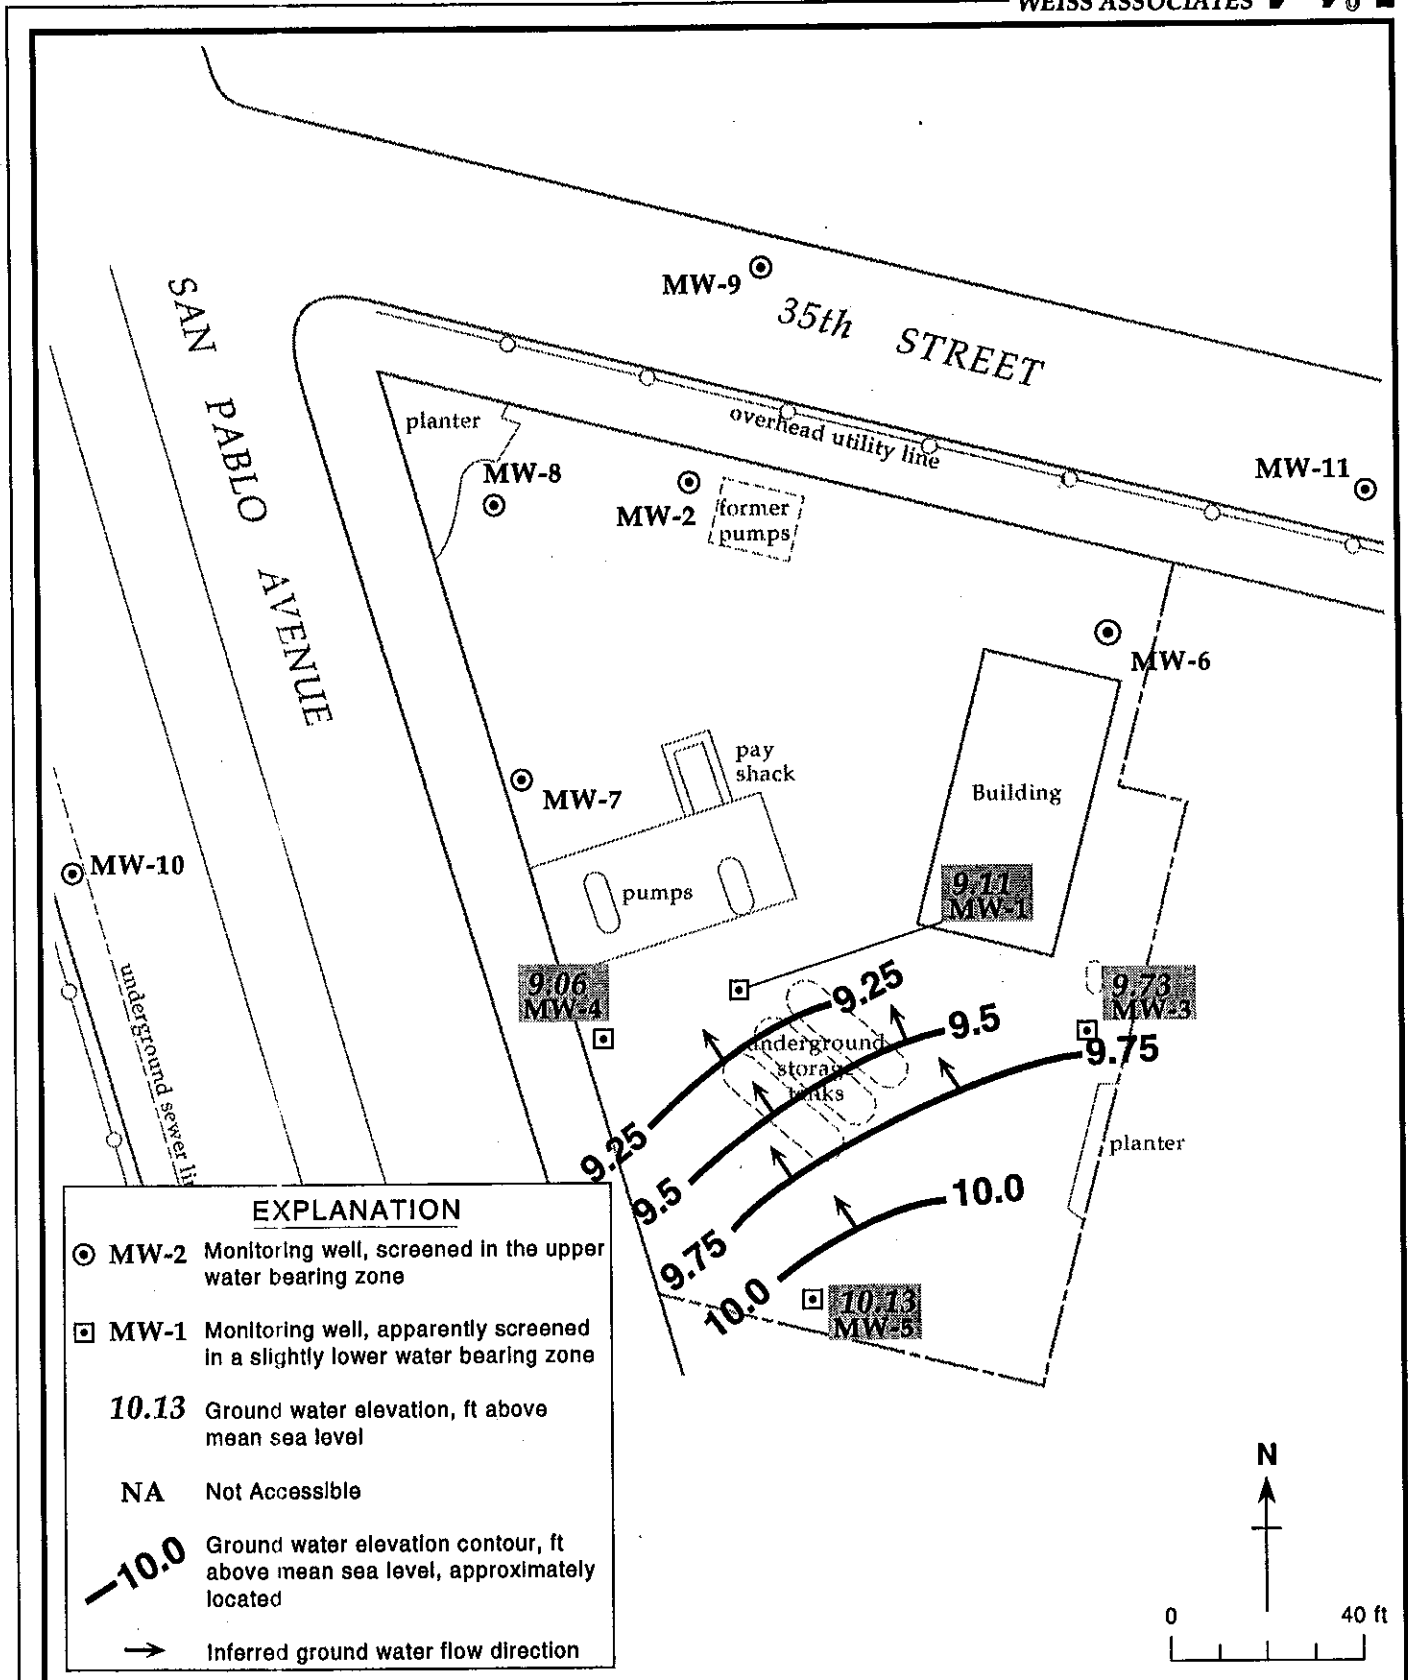 WEISS ASSOCIATES
MW-9
35th STREET
SAN PABLO AVENUE
planter
overhead utility line
MW-8
MW-2
former
pumps
MW-11
MW-6
pay
shack
MW-7
Building
MW-10
pumps
9.11
MW-1
9.06
MW-4
9.73
MW-3
9.25
9.5
9.75
underground
storage
tanks
underground sewer
planter
9.25
9.5
9.75
10.0
10.0
10.13
MW-5
EXPLANATION
MW-2 Monitoring well, screened in the upper
water bearing zone
MW-1 Monitoring well, apparently screened
in a slightly lower water bearing zone
10.13 Ground water elevation, ft above
mean sea level
NA Not Accessible
10.0 Ground water elevation contour, ft
above mean sea level, approximately
located
Inferred ground water flow direction
N
0 40 ft